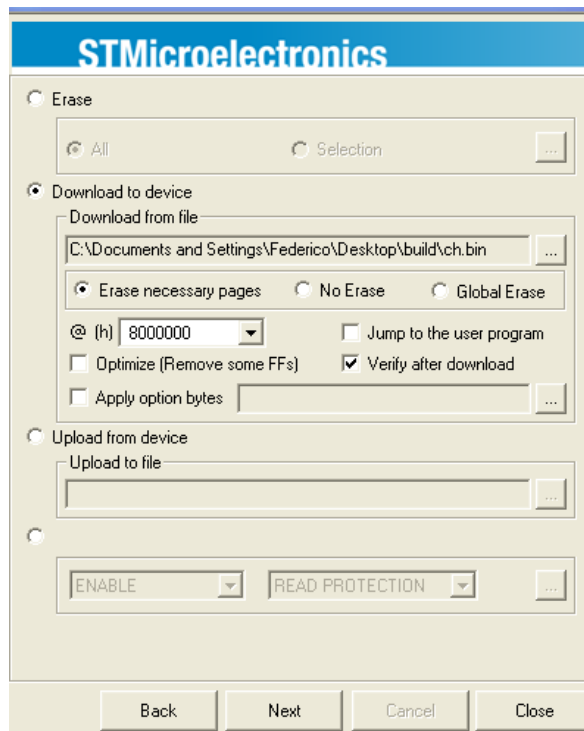 STMicroelectronics
Erase
All Selection ...
Download to device
Download from file
C:\Documents and Settings\Federico\Desktop\build\ch.bin ...
Erase necessary pages No Erase Global Erase
@ (h) 8000000 Jump to the user program
Optimize (Remove some FFs) Verify after download
Apply option bytes ...
Upload from device
Upload to file
...
ENABLE READ PROTECTION ...
Back Next Cancel Close